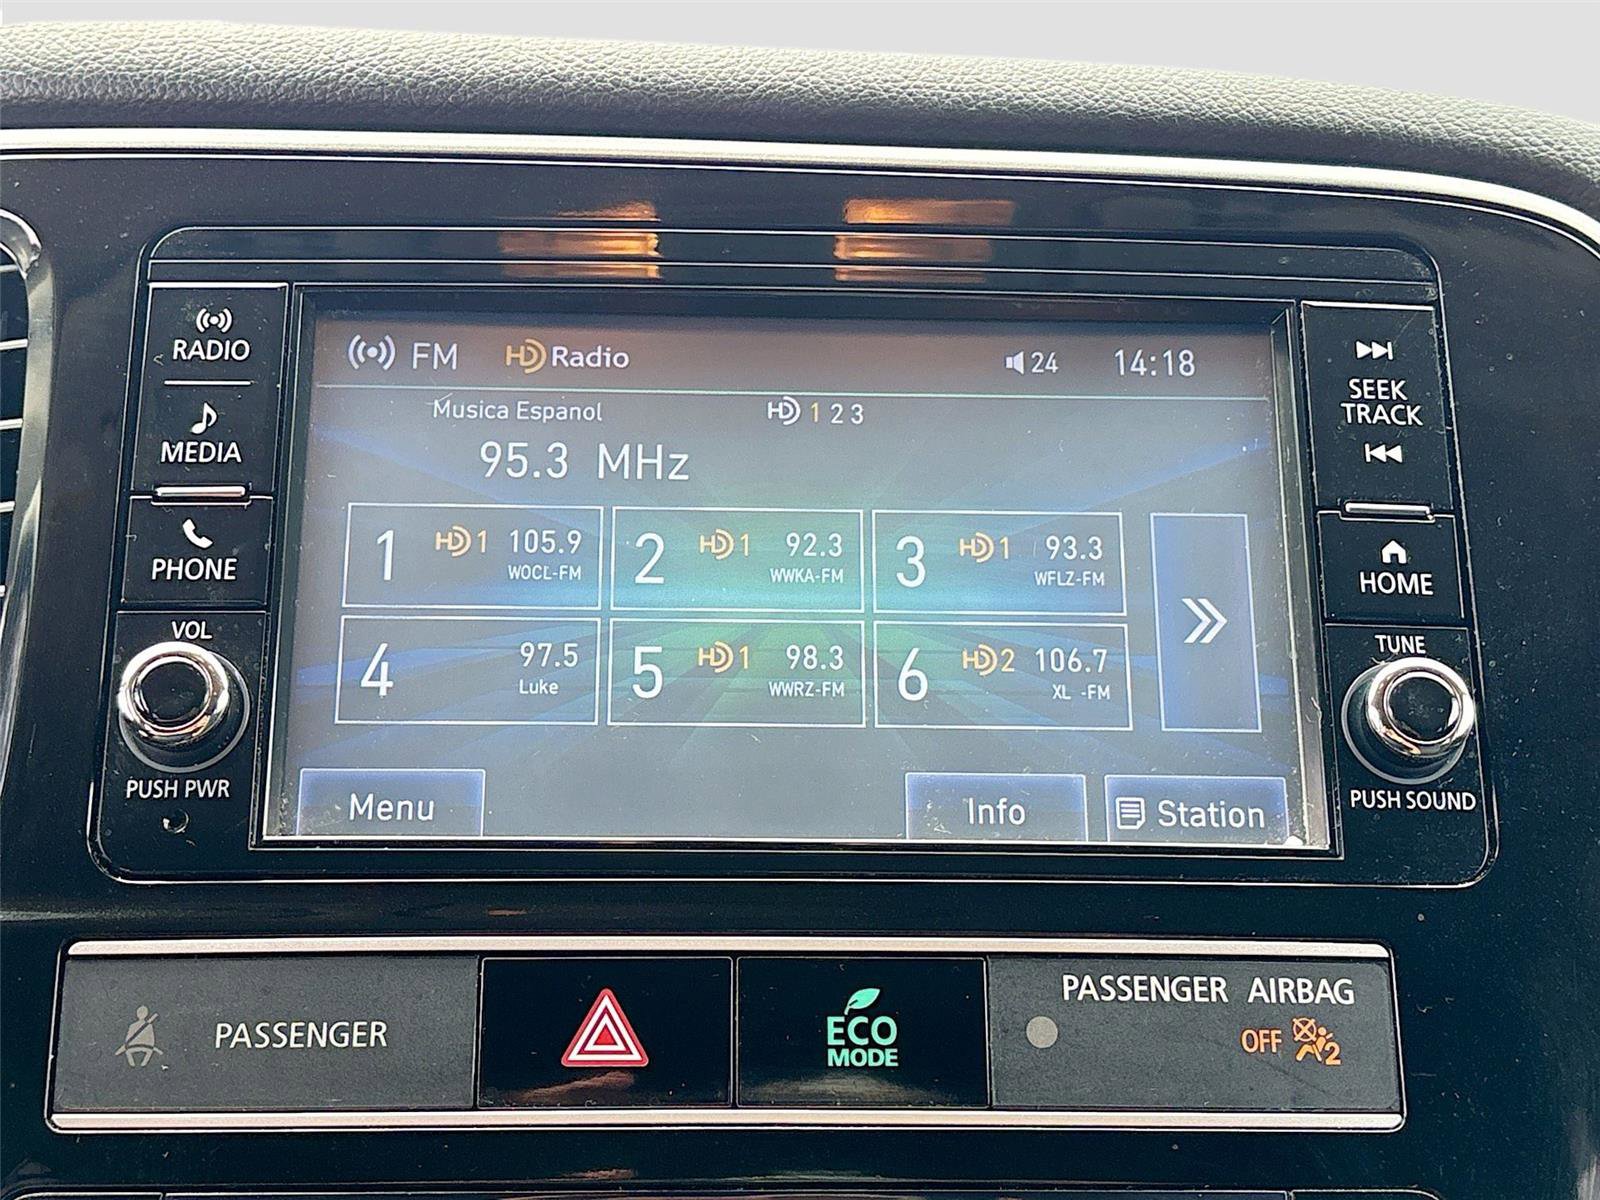 RADIO
MEDIA
PHONE
VOL
PUSH PWR
FM HD Radio 24 14:18
Musica Espanol HD 1 2 3
95.3 MHz
1 HD 1 105.9
WOCL-FM
2 HD 1 92.3
WWKA-FM
3 HD 1 93.3
WFLZ-FM
4 97.5
Luke
5 HD 1 98.3
WWRZ-FM
6 HD 2 106.7
XL -FM
Menu
Info
Station
SEEK
TRACK
HOME
TUNE
PUSH SOUND
PASSENGER
ECO
MODE
PASSENGER AIRBAG
OFF 2